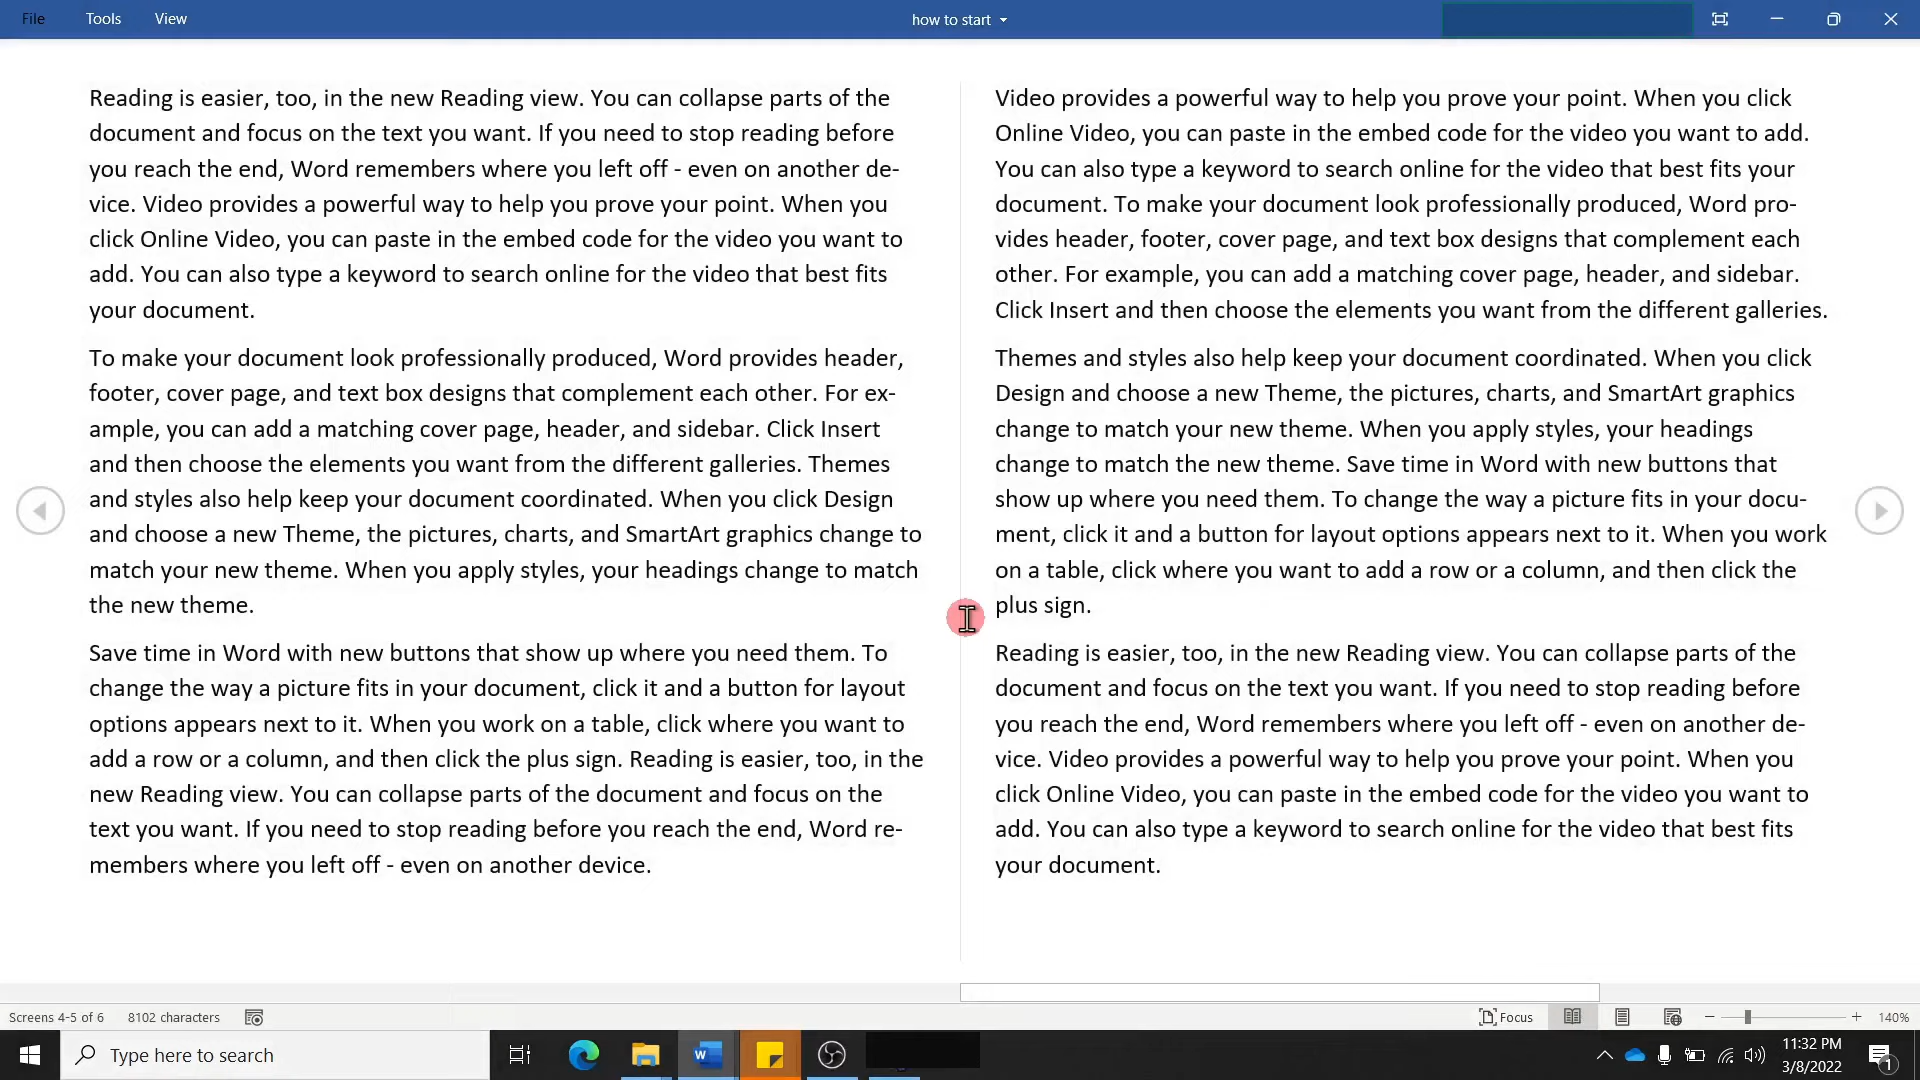 File Tools View how to start
Reading is easier, too, in the new Reading view. You can collapse parts of the
document and focus on the text you want. If you need to stop reading before
you reach the end, Word remembers where you left off - even on another de-
vice. Video provides a powerful way to help you prove your point. When you
click Online Video, you can paste in the embed code for the video you want to
add. You can also type a keyword to search online for the video that best fits
your document.
To make your document look professionally produced, Word provides header,
footer, cover page, and text box designs that complement each other. For ex-
ample, you can add a matching cover page, header, and sidebar. Click Insert
and then choose the elements you want from the different galleries. Themes
and styles also help keep your document coordinated. When you click Design
and choose a new Theme, the pictures, charts, and SmartArt graphics change to
match your new theme. When you apply styles, your headings change to match
the new theme.
Save time in Word with new buttons that show up where you need them. To
change the way a picture fits in your document, click it and a button for layout
options appears next to it. When you work on a table, click where you want to
add a row or a column, and then click the plus sign. Reading is easier, too, in the
new Reading view. You can collapse parts of the document and focus on the
text you want. If you need to stop reading before you reach the end, Word re-
members where you left off - even on another device.
Video provides a powerful way to help you prove your point. When you click
Online Video, you can paste in the embed code for the video you want to add.
You can also type a keyword to search online for the video that best fits your
document. To make your document look professionally produced, Word pro-
vides header, footer, cover page, and text box designs that complement each
other. For example, you can add a matching cover page, header, and sidebar.
Click Insert and then choose the elements you want from the different galleries.
Themes and styles also help keep your document coordinated. When you click
Design and choose a new Theme, the pictures, charts, and SmartArt graphics
change to match your new theme. When you apply styles, your headings
change to match the new theme. Save time in Word with new buttons that
show up where you need them. To change the way a picture fits in your docu-
ment, click it and a button for layout options appears next to it. When you work
on a table, click where you want to add a row or a column, and then click the
plus sign.
Reading is easier, too, in the new Reading view. You can collapse parts of the
document and focus on the text you want. If you need to stop reading before
you reach the end, Word remembers where you left off - even on another de-
vice. Video provides a powerful way to help you prove your point. When you
click Online Video, you can paste in the embed code for the video you want to
add. You can also type a keyword to search online for the video that best fits
your document.
Screens 4-5 of 6 8102 characters Focus 140%
Type here to search W 11:32 PM
3/8/2022 1